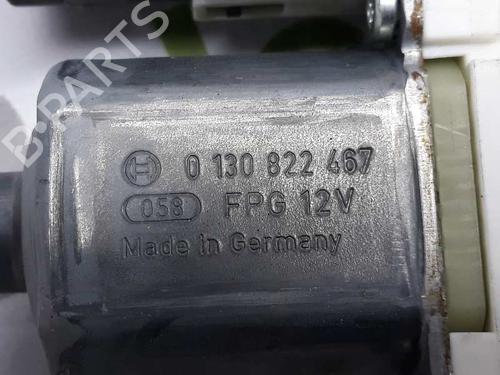 B-PARTS
0 130 822 467
058 FPG 12V
Made in Germany